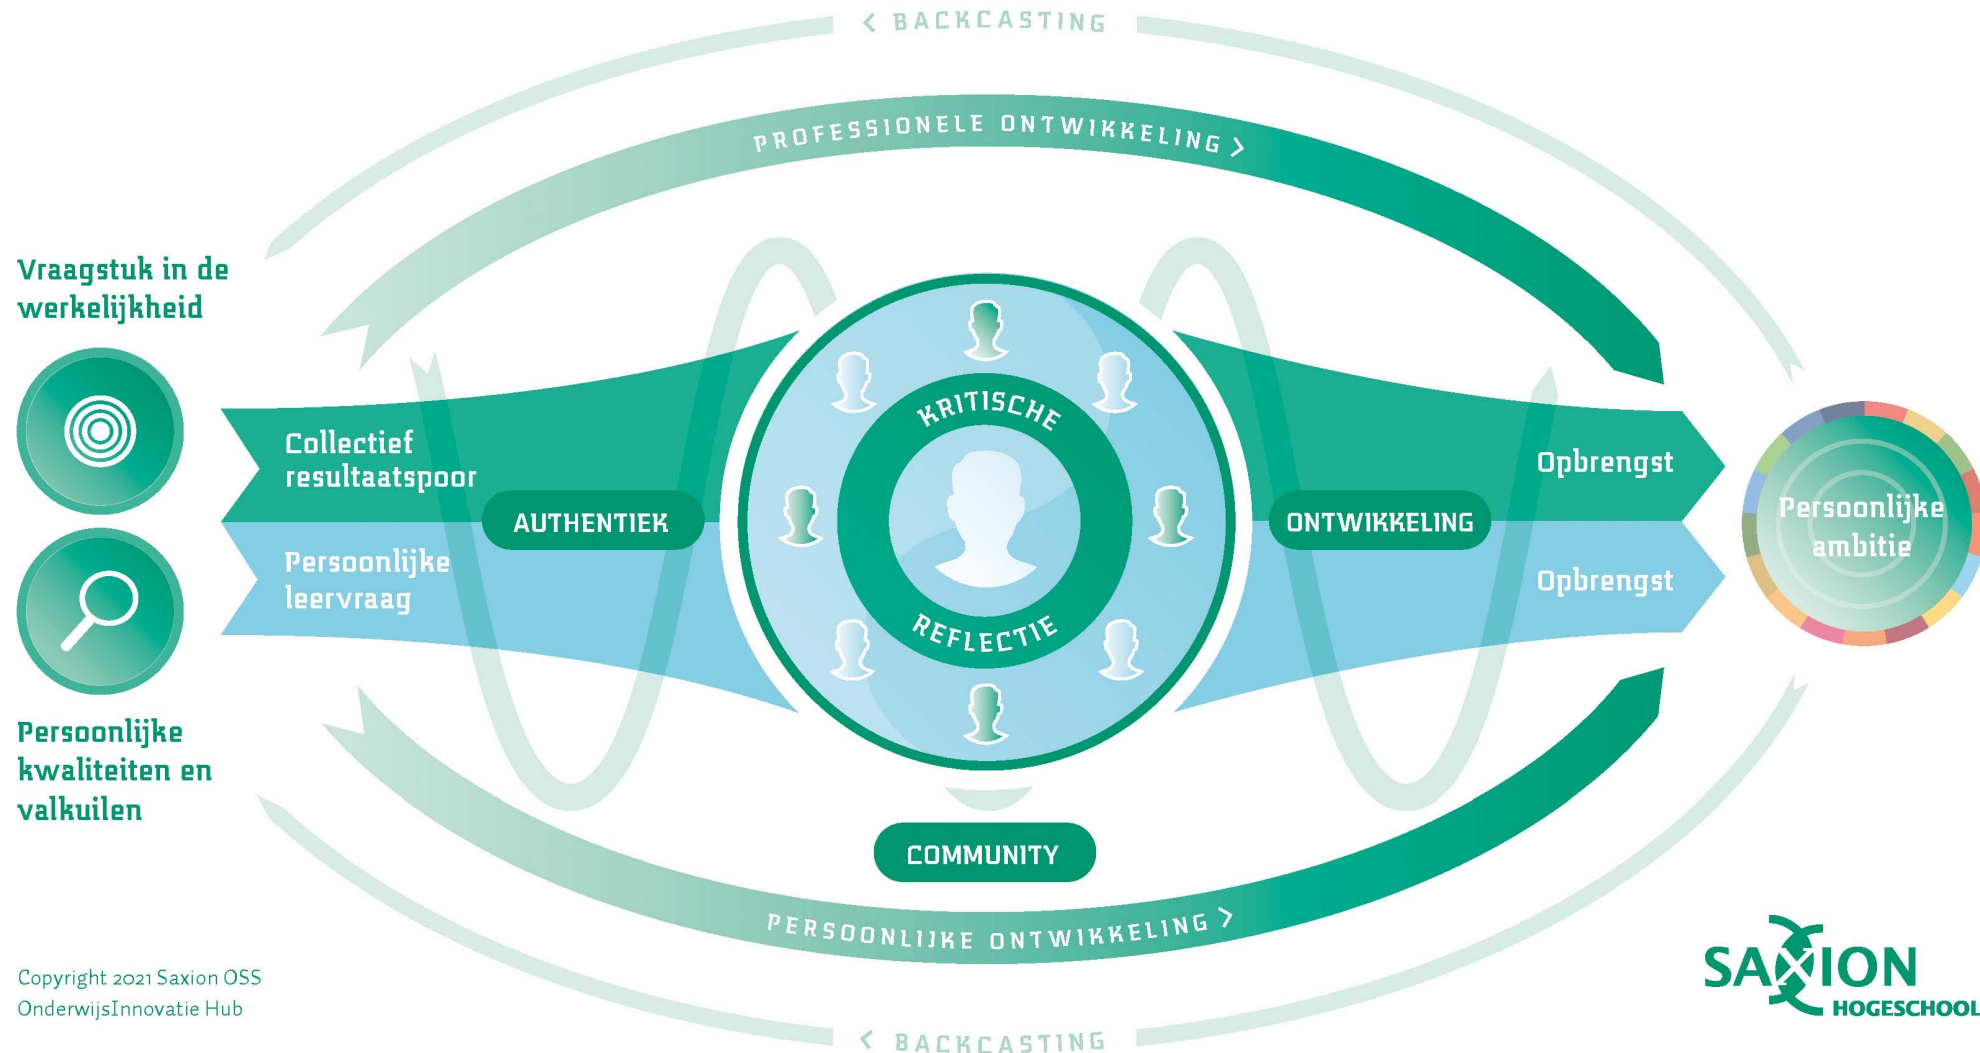 < BACKCASTING
PROFESSIONELE ONTWIKKELING >
Vraagstuk in de
werkelijkheid
Collectief
resultaatspoor
AUTHENTIEK
Persoonlijke
leervraag
KRITISCHE
REFLECTIE
ONTWIKKELING
Opbrengst
Opbrengst
Persoonlijke
ambitie
Persoonlijke
kwaliteiten en
valkuilen
COMMUNITY
PERSOONLIJKE ONTWIKKELING >
< BACKCASTING
Copyright 2021 Saxion OSS
OnderwijsInnovatie Hub
SAXION
HOGESCHOOL